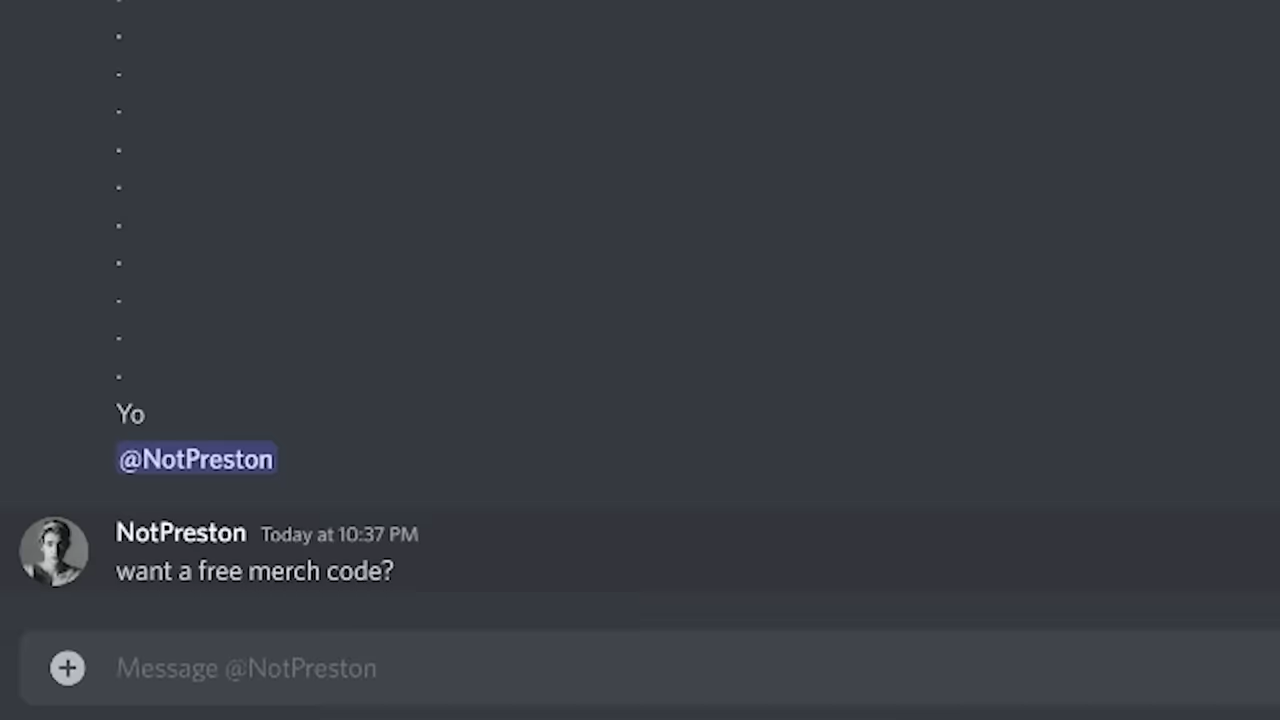 .
.
.
.
.
.
.
.
.
.
.
Yo
@NotPreston
NotPreston Today at 10:37 PM
want a free merch code?
Message @NotPreston